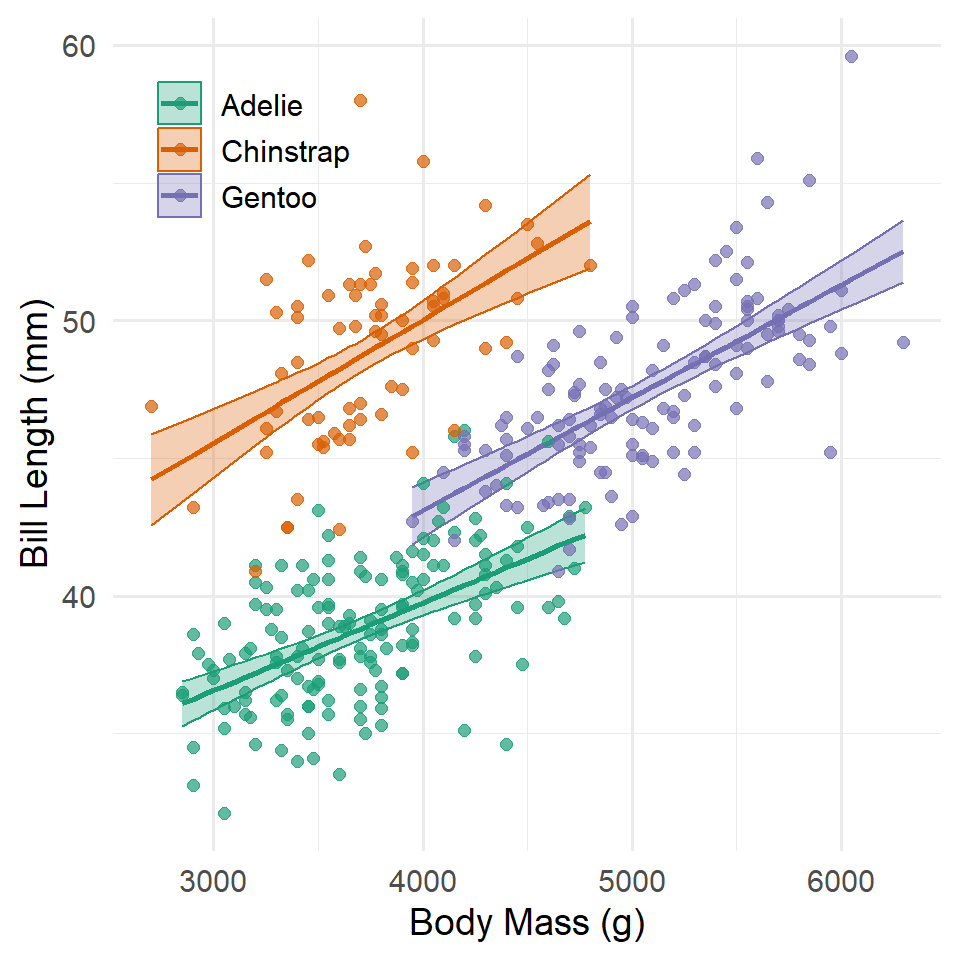 60
Adelie
Chinstrap
Gentoo
50
40
Bill Length (mm)
3000 4000 5000 6000
Body Mass (g)